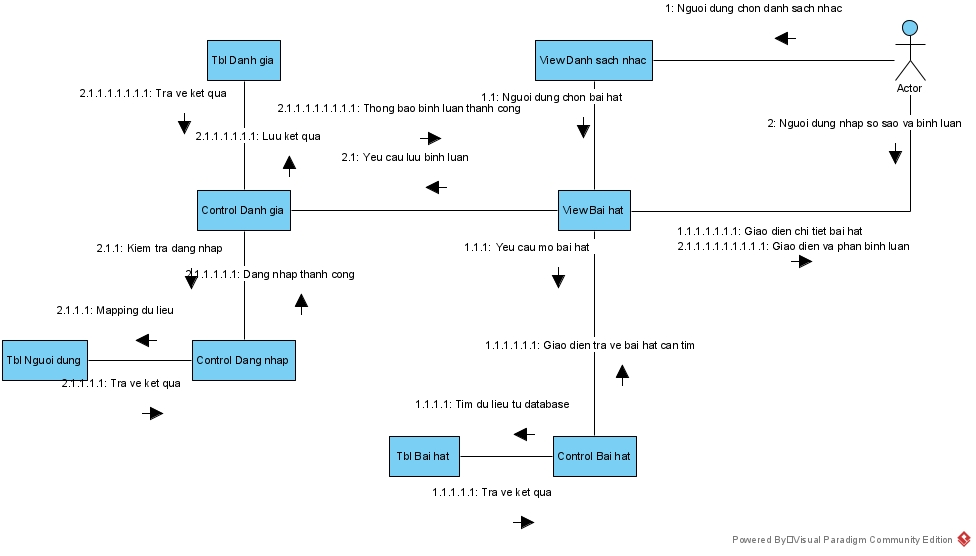 1: Nguoi dung chon danh sach nhac
Tbl Danh gia
View Danh sach nhac
Actor
2.1.1.1.1.1.1.1: Tra ve ket qua
1.1: Nguoi dung chon bai hat
2.1.1.1.1.1.1.1.1: Thong bao binh luan thanh cong
2: Nguoi dung nhap so sao va binh luan
2.1.1.1.1.1.1: Luu ket qua
2.1: Yeu cau luu binh luan
Control Danh gia
View Bai hat
1.1.1.1.1.1.1: Giao dien chi tiet bai hat
2.1.1.1.1.1.1.1.1.1: Giao dien va phan binh luan
2.1.1: Kiem tra dang nhap
1.1.1: Yeu cau mo bai hat
2.1.1.1.1.1: Dang nhap thanh cong
2.1.1.1: Mapping du lieu
1.1.1.1.1.1: Giao dien tra ve bai hat can tim
Tbl Nguoi dung
Control Dang nhap
2.1.1.1.1: Tra ve ket qua
1.1.1.1: Tim du lieu tu database
Tbl Bai hat
Control Bai hat
1.1.1.1.1: Tra ve ket qua
Powered By Visual Paradigm Community Edition